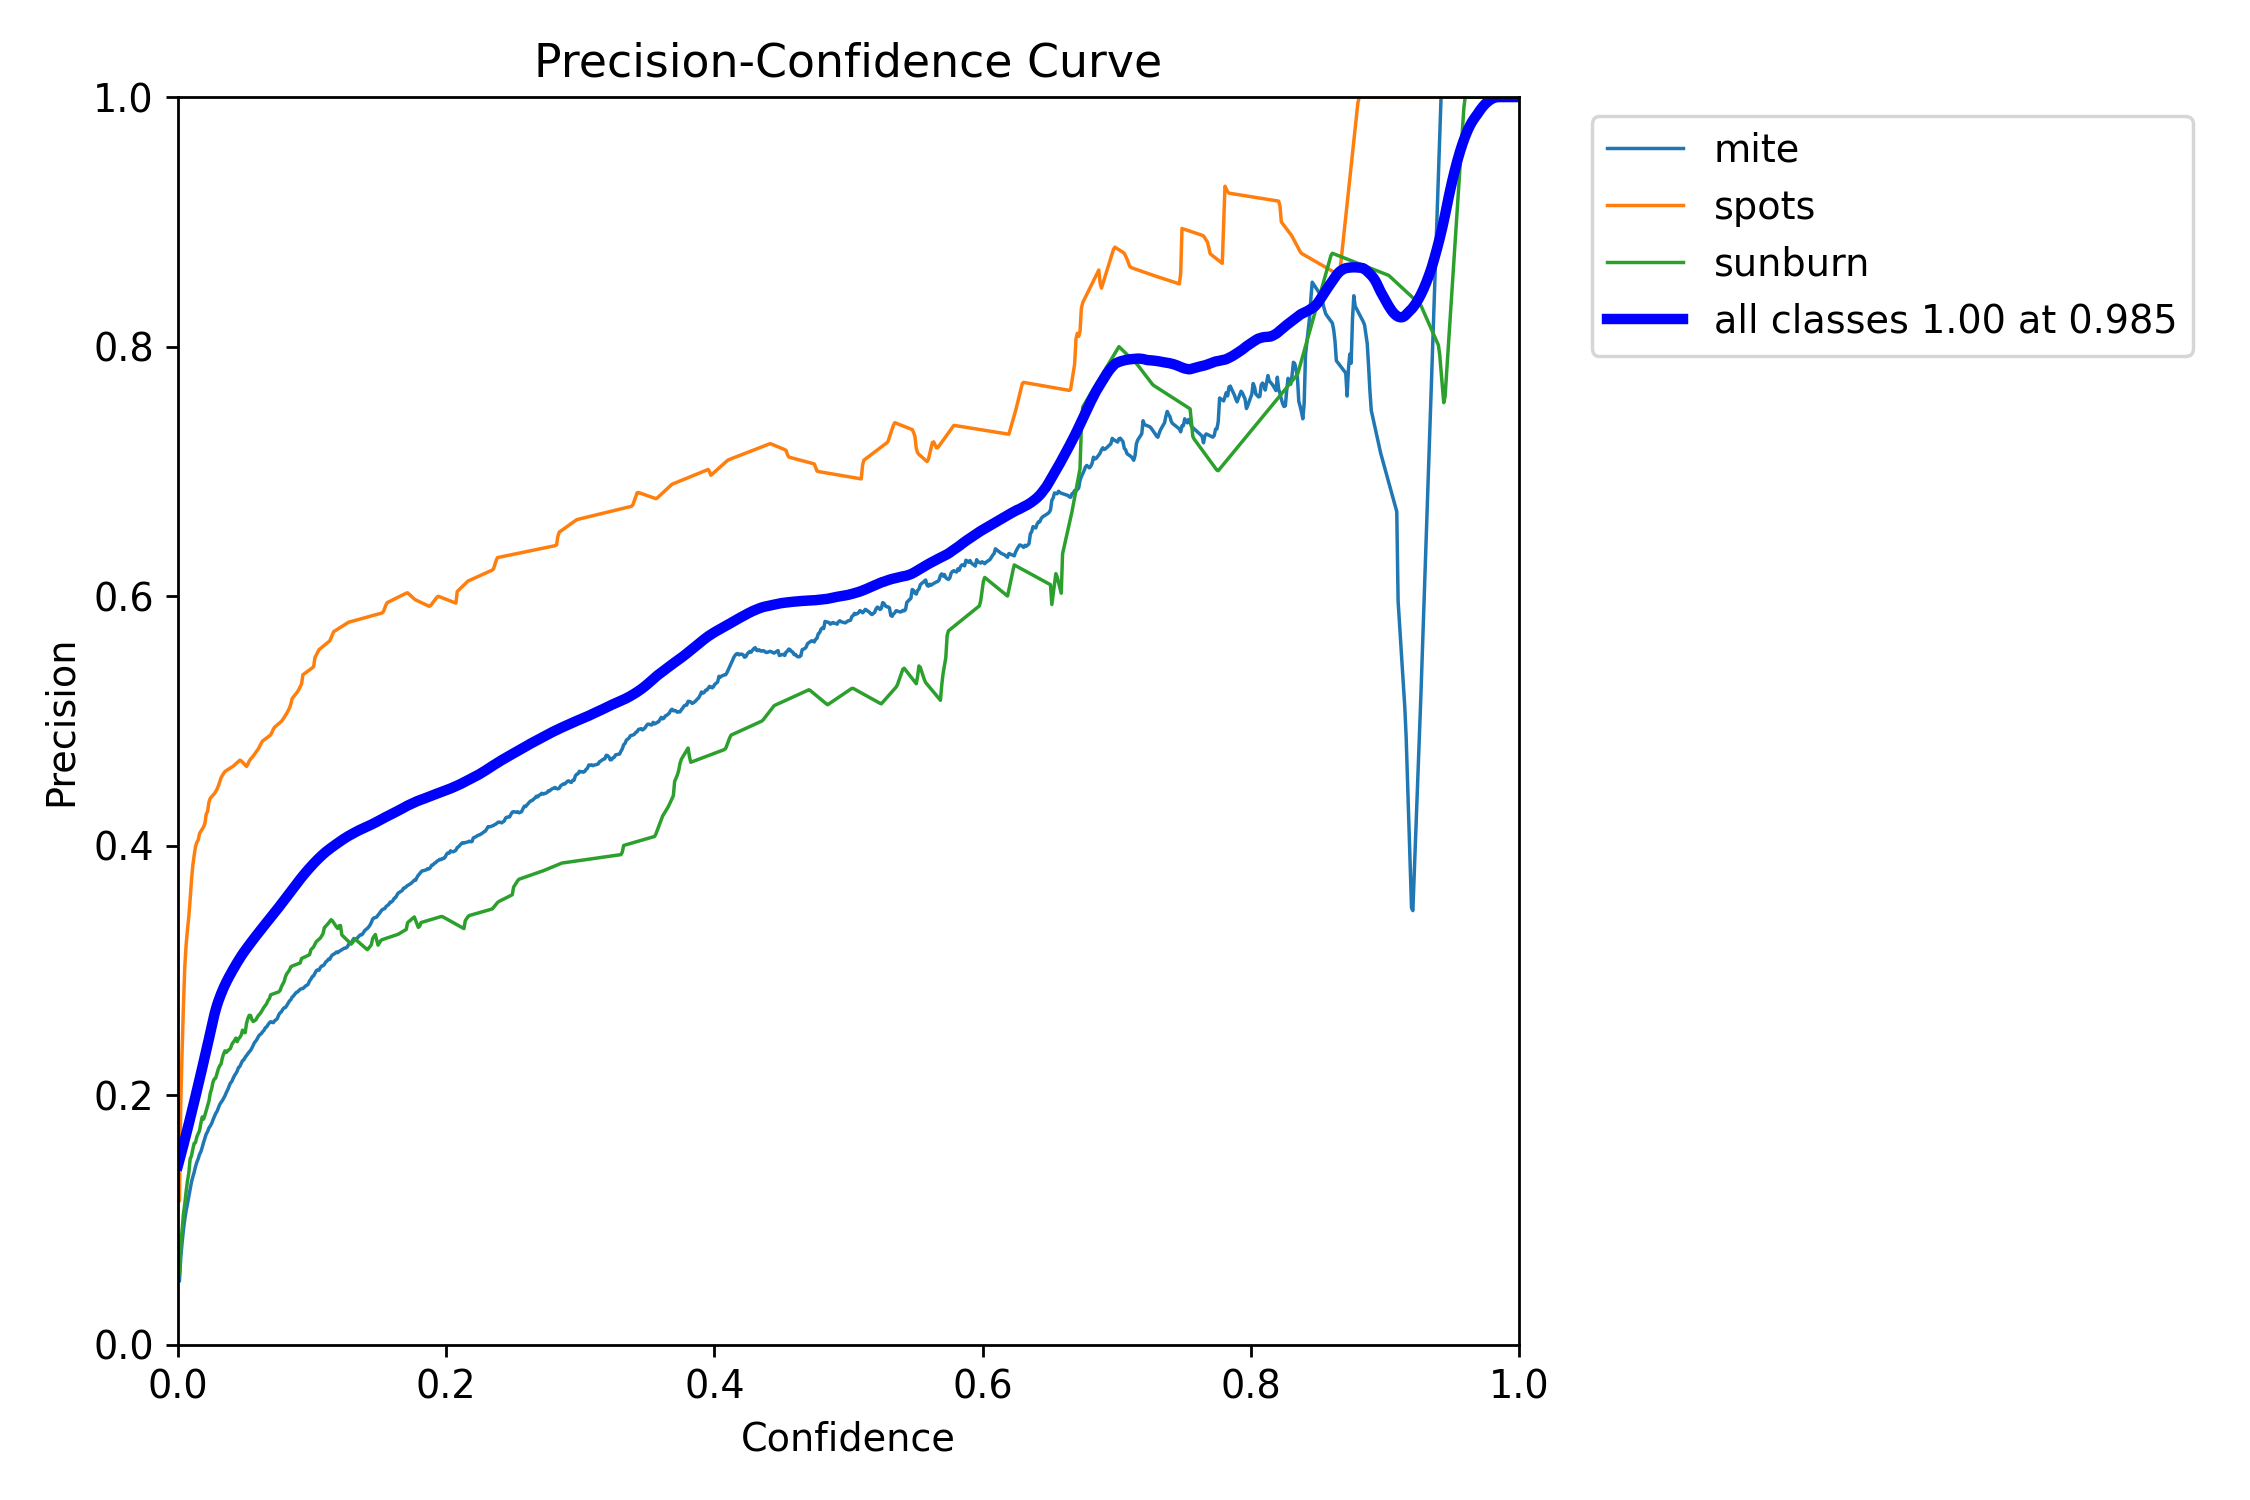 Precision-Confidence Curve
1.0
0.8
0.6
0.4
0.2
0.0
Precision
0.0 0.2 0.4 0.6 0.8 1.0
Confidence
mite
spots
sunburn
all classes 1.00 at 0.985